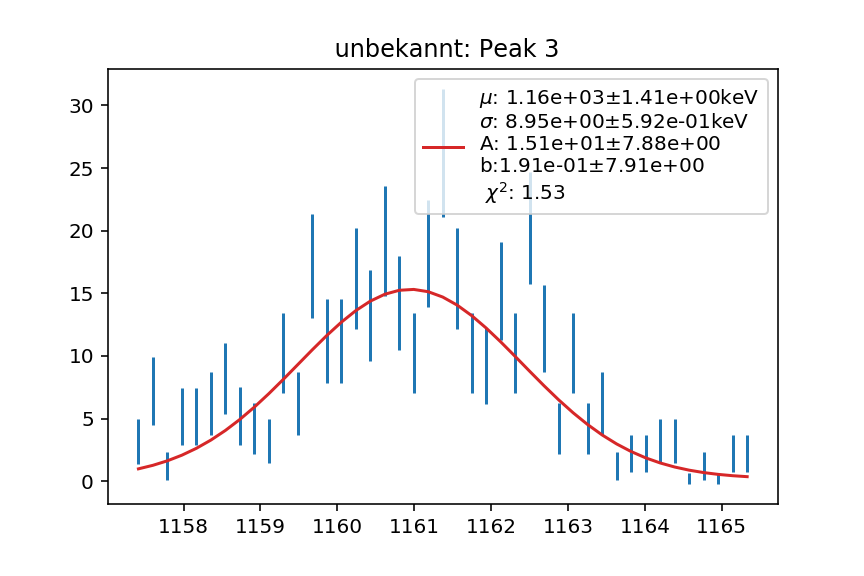 unbekannt: Peak 3
μ: 1.16e+03±1.41e+00keV
σ: 8.95e+00±5.92e-01keV
A: 1.51e+01±7.88e+00
b:1.91e-01±7.91e+00
χ²: 1.53
30
25
20
15
10
5
0
1158 1159 1160 1161 1162 1163 1164 1165